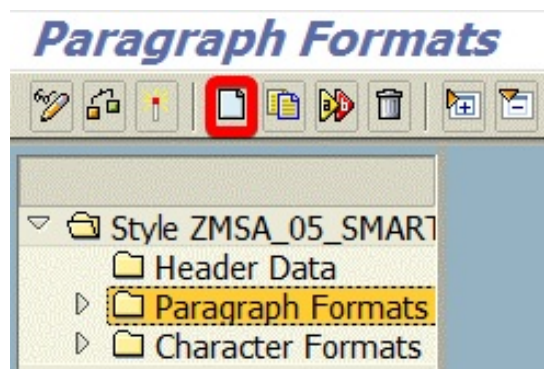 Paragraph Formats
Style ZMSA_05_SMART
Header Data
Paragraph Formats
Character Formats